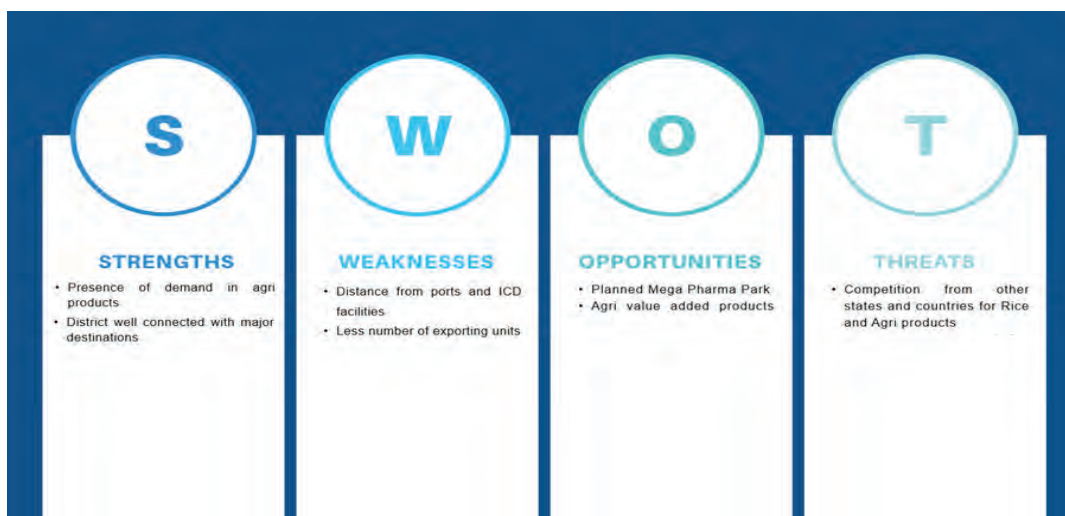 S
STRENGTHS
• Presence of demand in agri
products
• District well connected with major
destinations
W
WEAKNESSES
• Distance from ports and ICD
facilities
• Less number of exporting units
O
OPPORTUNITIES
• Planned Mega Pharma Park
• Agri value added products
T
THREATS
• Competition from other
states and countries for Rice
and Agri products